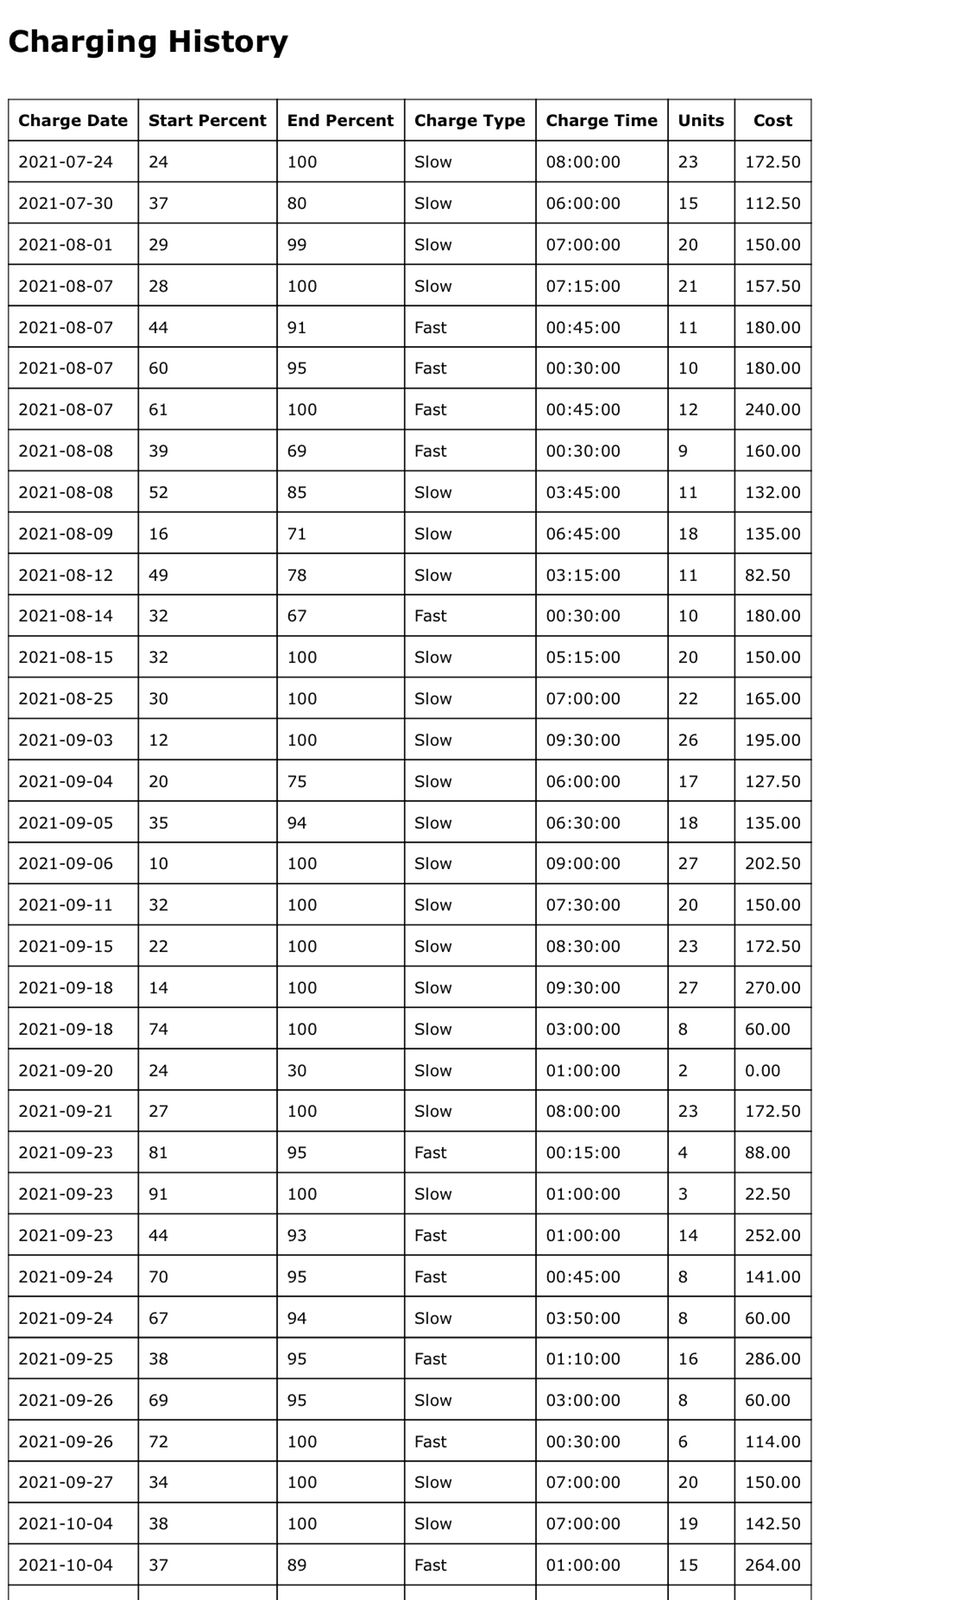 Charging History
Charge Date Start Percent End Percent Charge Type Charge Time Units Cost
2021-07-24 24 100 Slow 08:00:00 23 172.50
2021-07-30 37 80 Slow 06:00:00 15 112.50
2021-08-01 29 99 Slow 07:00:00 20 150.00
2021-08-07 28 100 Slow 07:15:00 21 157.50
2021-08-07 44 91 Fast 00:45:00 11 180.00
2021-08-07 60 95 Fast 00:30:00 10 180.00
2021-08-07 61 100 Fast 00:45:00 12 240.00
2021-08-08 39 69 Fast 00:30:00 9 160.00
2021-08-08 52 85 Slow 03:45:00 11 132.00
2021-08-09 16 71 Slow 06:45:00 18 135.00
2021-08-12 49 78 Slow 03:15:00 11 82.50
2021-08-14 32 67 Fast 00:30:00 10 180.00
2021-08-15 32 100 Slow 05:15:00 20 150.00
2021-08-25 30 100 Slow 07:00:00 22 165.00
2021-09-03 12 100 Slow 09:30:00 26 195.00
2021-09-04 20 75 Slow 06:00:00 17 127.50
2021-09-05 35 94 Slow 06:30:00 18 135.00
2021-09-06 10 100 Slow 09:00:00 27 202.50
2021-09-11 32 100 Slow 07:30:00 20 150.00
2021-09-15 22 100 Slow 08:30:00 23 172.50
2021-09-18 14 100 Slow 09:30:00 27 270.00
2021-09-18 74 100 Slow 03:00:00 8 60.00
2021-09-20 24 30 Slow 01:00:00 2 0.00
2021-09-21 27 100 Slow 08:00:00 23 172.50
2021-09-23 81 95 Fast 00:15:00 4 88.00
2021-09-23 91 100 Slow 01:00:00 3 22.50
2021-09-23 44 93 Fast 01:00:00 14 252.00
2021-09-24 70 95 Fast 00:45:00 8 141.00
2021-09-24 67 94 Slow 03:50:00 8 60.00
2021-09-25 38 95 Fast 01:10:00 16 286.00
2021-09-26 69 95 Slow 03:00:00 8 60.00
2021-09-26 72 100 Fast 00:30:00 6 114.00
2021-09-27 34 100 Slow 07:00:00 20 150.00
2021-10-04 38 100 Slow 07:00:00 19 142.50
2021-10-04 37 89 Fast 01:00:00 15 264.00